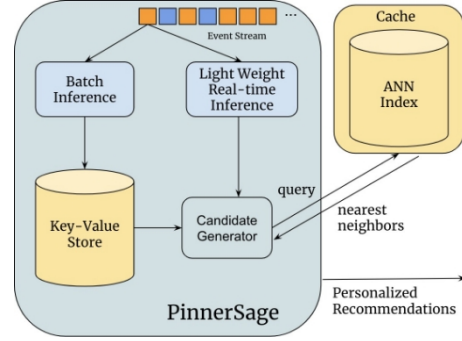 ...
Event Stream
Batch
Inference
Light Weight
Real-time
Inference
Cache
ANN
Index
query
nearest
neighbors
Key-Value
Store
Candidate
Generator
PinnerSage
Personalized
Recommendations